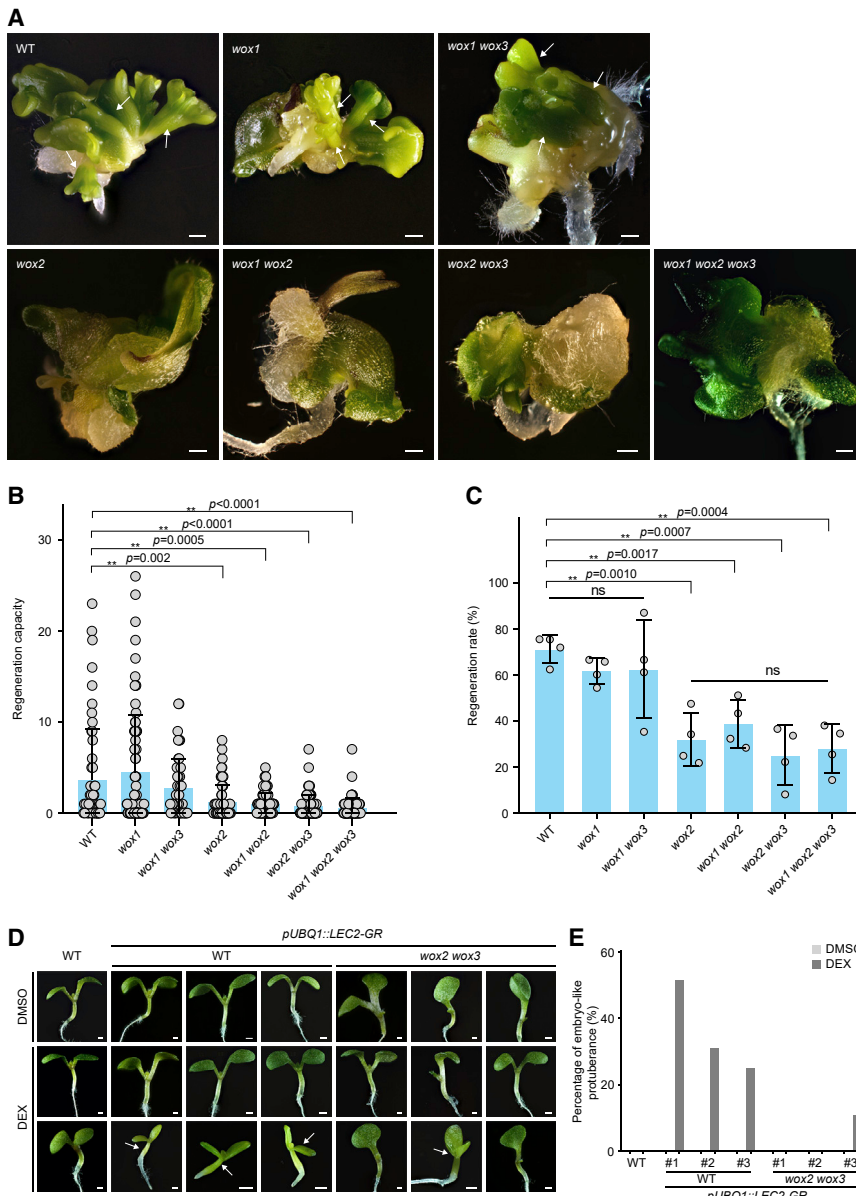 A
WT
wox1
wox1 wox3
wox2
wox1 wox2
wox2 wox3
wox1 wox2 wox3
B
Regeneration capacity
30
20
10
0
** p<0.0001
** p<0.0001
** p=0.0005
** p=0.002
WT
wox1
wox1 wox3
wox2
wox1 wox2
wox2 wox3
wox1 wox2 wox3
C
Regeneration rate (%)
100
80
60
40
20
0
** p=0.0004
** p=0.0007
** p=0.0017
** p=0.0010
ns
ns
WT
wox1
wox1 wox3
wox2
wox1 wox2
wox2 wox3
wox1 wox2 wox3
D
pUBQ1::LEC2-GR
WT
WT
wox2 wox3
DMSO
DEX
E
Percentage of embryo-like
protuberance (%)
60
40
20
0
DMSO
DEX
WT #1 #2 #3 #1 #2 #3
WT wox2 wox3
pUBQ1::LEC2-GR